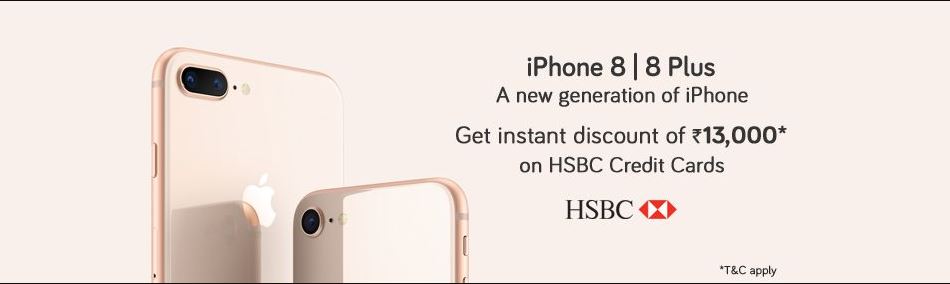 iPhone 8 | 8 Plus
A new generation of iPhone
Get instant discount of ₹13,000*
on HSBC Credit Cards
HSBC
*T&C apply